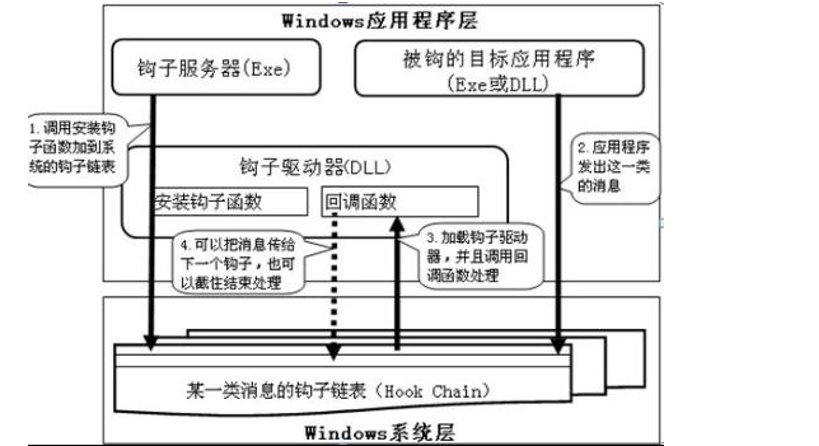 Windows应用程序层
钩子服务器(Exe)
被钩的目标应用程序
(Exe或DLL)
1.调用安装钩
子函数加到系
统的钩子链表
2.应用程序
发出这一类
的消息
钩子驱动器(DLL)
安装钩子函数
回调函数
4.可以把消息传给
下一个钩子，也可
以截住结束处理
3.加载钩子驱动
器，并且调用回
调函数处理
某一类消息的钩子链表（Hook Chain）
Windows系统层